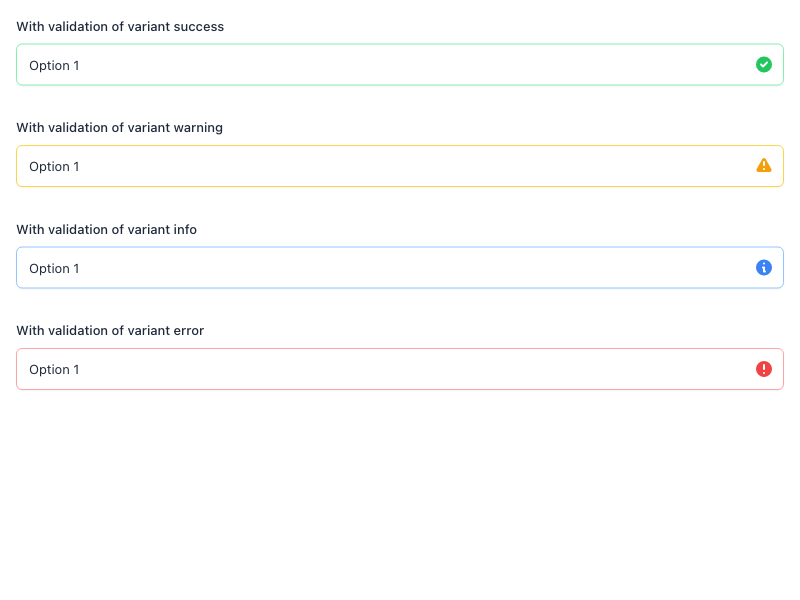 With validation of variant success
Option 1
With validation of variant warning
Option 1
With validation of variant info
Option 1
With validation of variant error
Option 1